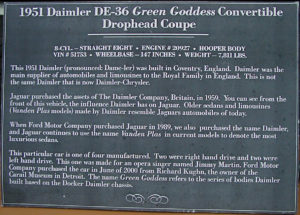 1951 Daimler DE-36 Green Goddess Convertible
Drophead Coupe
8-CYL – STRAIGHT EIGHT • ENGINE # 20927 • HOOPER BODY
VIN # 51753 • WHEELBASE – 147 INCHES • WEIGHT – 7,811 LBS.
This 1951 Daimler (pronounced: Dame-ler) was built in Coventry, England. Daimler was the
main supplier of automobiles and limousines to the Royal Family in England. This is not
the same Daimler that is now Daimler-Chrysler.
Jaguar purchased the assets of The Daimler Company, Britain, in 1959. You can see from the
front of this vehicle, the influence Daimler has on Jaguar. Older sedans and limousines
(Vanden Plas models) made by Daimler resemble Jaguars automobiles of today.
When Ford Motor Company purchased Jaguar in 1989, we also purchased the name Daimler,
and Jaguar continues to use the name Vanden Plas in current models to denote the most
luxurious sedans.
This particular car is one of four manufactured. Two were right hand drive and two were
left hand drive. This one was made for an opera singer named Jimmy Martin. Ford Motor
Company purchased the car in June of 2000 from Richard Kughn, the owner of the
Carail Museum in Detroit. The name Green Goddess refers to the series of bodies Daimler
built based on the Docker Daimler chassis.